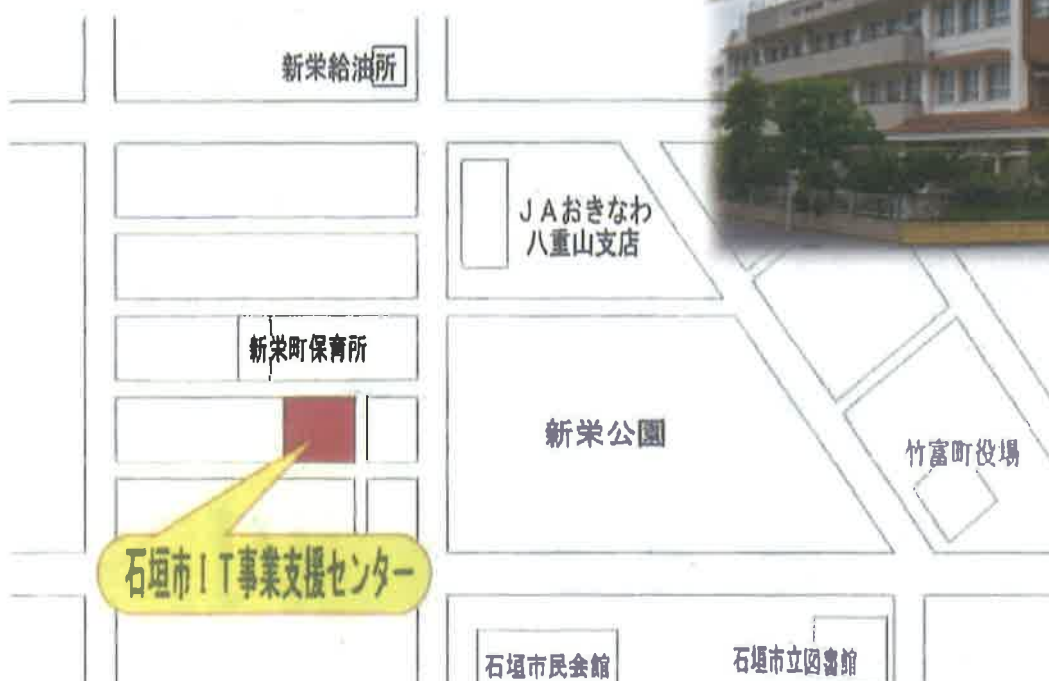 新栄給油所
JAおきなわ
八重山支店
新栄町保育所
新栄公園
竹富町役場
石垣市IT事業支援センター
石垣市民会館
石垣市立図書館